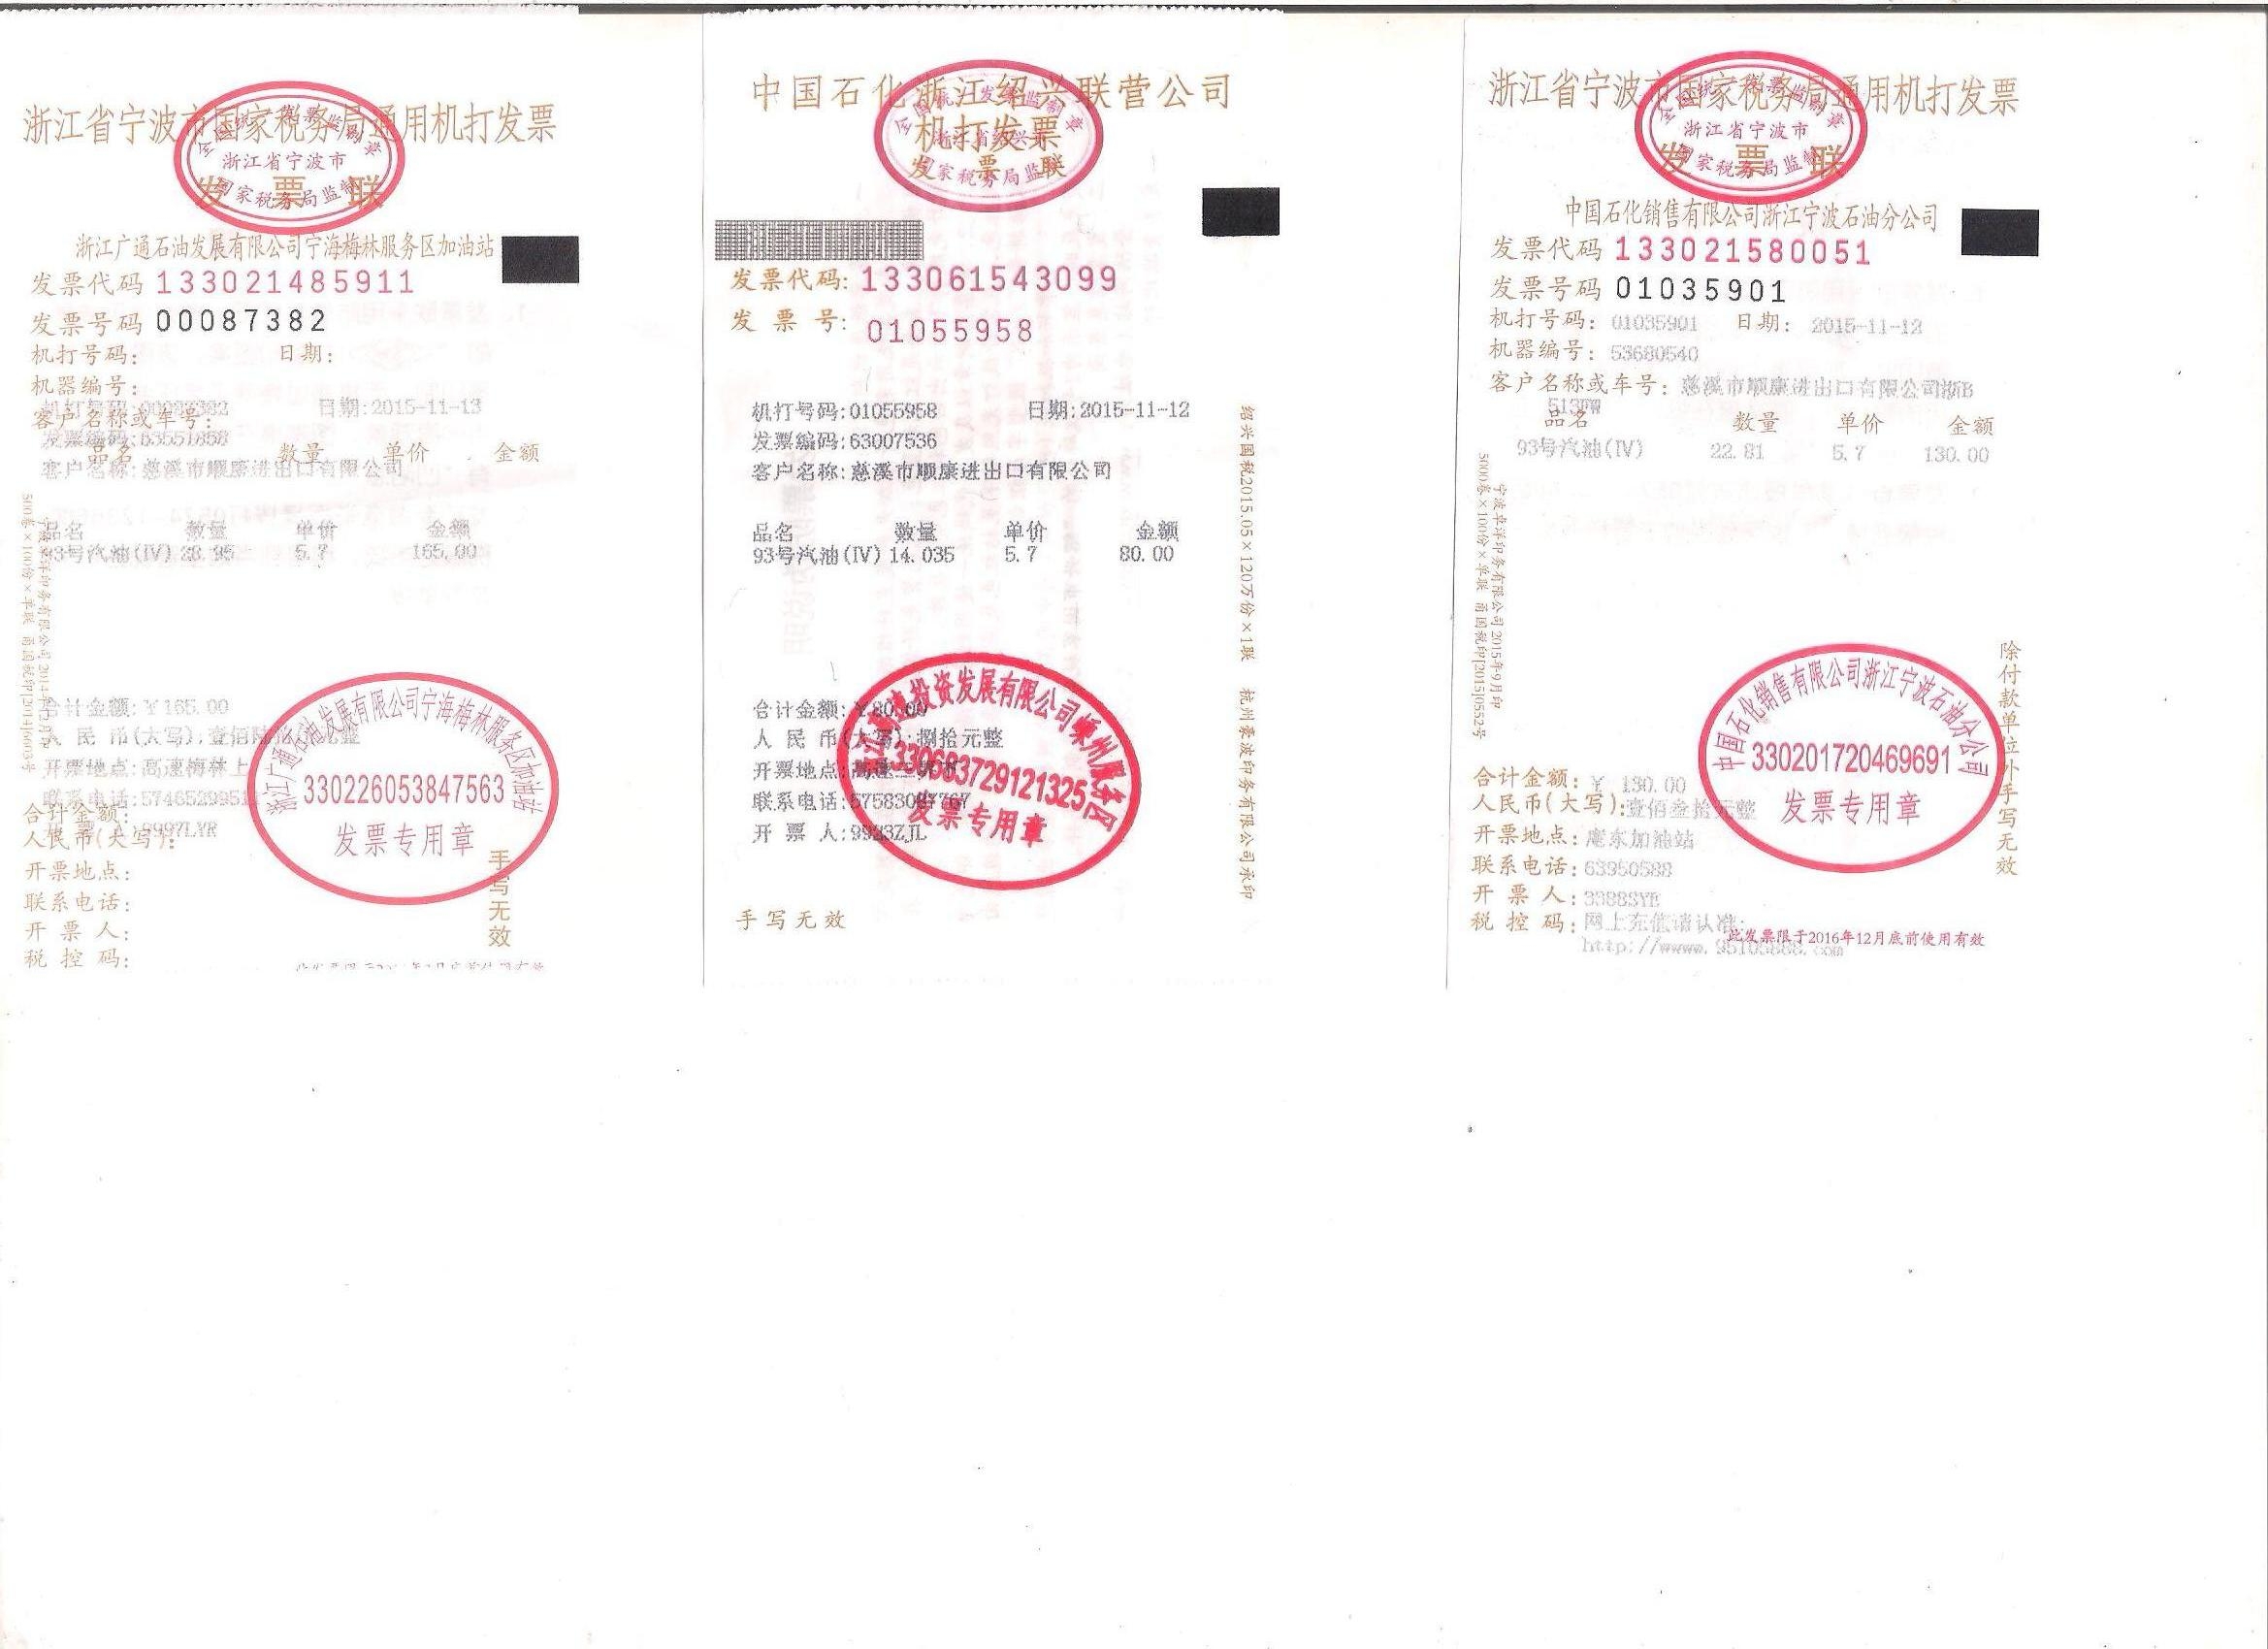 浙江省宁波市国家税务局通用机打发票
全国统一发票监制章
浙江省宁波市
国家税务局监制
发票联
浙江广通石油发展有限公司宁海梅林服务区加油站
发票代码 133021485911
发票号码 00087382
机打号码:
日期:
机器编号:
机打号码:00087382 日期:2015-11-13
客户名称或车号:
发票编码:63551858
品名 数量 单价 金额
客户名称:慈溪市顺康进出口有限公司
品名 数量 单价 金额
93号汽油(IV) 28.95 5.7 165.00
合计金额:¥165.00
人 民 币(大写):壹佰陆 元整
开票地点:高速梅林上
联系电话:5746529951
9997LYR
合计金额:
人民币(大写):
开票地点:
联系电话:
开 票 人:
税 控 码:
手写无效
浙江广通石油发展有限公司宁海梅林服务区加油站
330226053847563
发票专用章
中国石化浙江绍兴联营公司
机打发票
发票联
国家税务局监制
发票代码: 133061543099
发 票 号: 01055958
机打号码:01055958 日期:2015-11-12
发票编码:63007536
客户名称:慈溪市顺康进出口有限公司
品名 数量 单价 金额
93号汽油(IV) 14.035 5.7 80.00
合计金额:¥80.00
人 民 币(大写):捌拾元整
开票地点:高速
联系电话:575830
开 票 人:9993ZJL
手写无效
投资发展有限公司嵊州服务区
330683729121325
发票专用章
绍兴国税2015.05×120万份×1联 杭州豪波印务有限公司承印
浙江省宁波市国家税务局通用机打发票
全国统一发票监制章
浙江省宁波市
国家税务局监制
发票联
中国石化销售有限公司浙江宁波石油分公司
发票代码 133021580051
发票号码 01035901
机打号码: 01035901 日期: 2015-11-12
机器编号: 53680540
客户名称或车号: 慈溪市顺康进出口有限公司浙B
513FW
品名 数量 单价 金额
93号汽油(IV) 22.81 5.7 130.00
宁波卓洋印务有限公司 2015年9月印
5000卷×100份×单联 甬国税印[2015]0552号
合计金额: ¥ 130.00
人民币(大写):壹佰叁拾元整
开票地点: 庵东加油站
联系电话: 63950588
开 票 人: 3388SYE
税 控 码: 网上充值请认准:
http://www.95105888.com
此发票限于2016年12月底前使用有效
中国石化销售有限公司浙江宁波石油分公司
330201720469691
发票专用章
除付款单位外手写无效